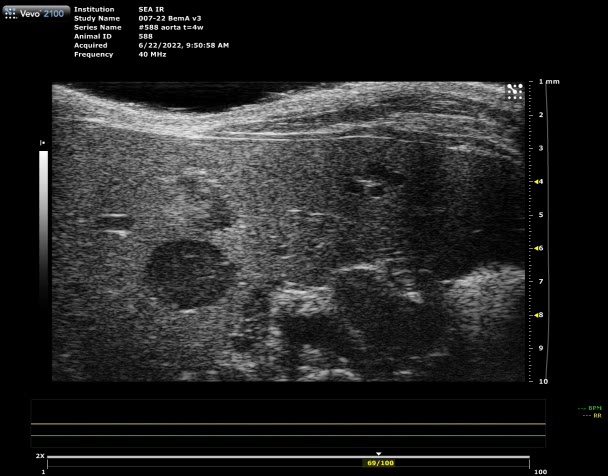 Vevo 2100
Institution SEA IR
Study Name 007-22 BemA v3
Series Name #588 aorta t=4w
Animal ID 588
Acquired 6/22/2022, 9:50:58 AM
Frequency 40 MHz
1 mm
2
3
4
5
6
7
8
9
10
--- BPM
--- RR
2X
69/100
1 100